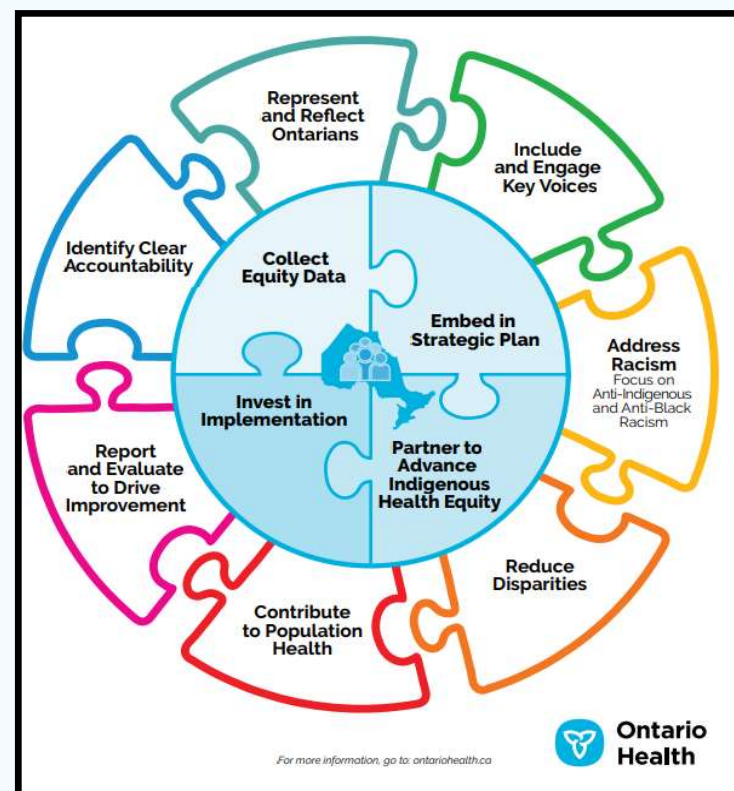 Represent
and Reflect
Ontarians
Include
and Engage
Key Voices
Identify Clear
Accountability
Collect
Equity Data
Embed in
Strategic Plan
Address
Racism
Focus on
Anti-Indigenous
and Anti-Black
Racism
Invest in
Implementation
Partner to
Advance
Indigenous
Health Equity
Report
and Evaluate
to Drive
Improvement
Reduce
Disparities
Contribute
to Population
Health
For more information, go to: ontariohealth.ca
Ontario
Health